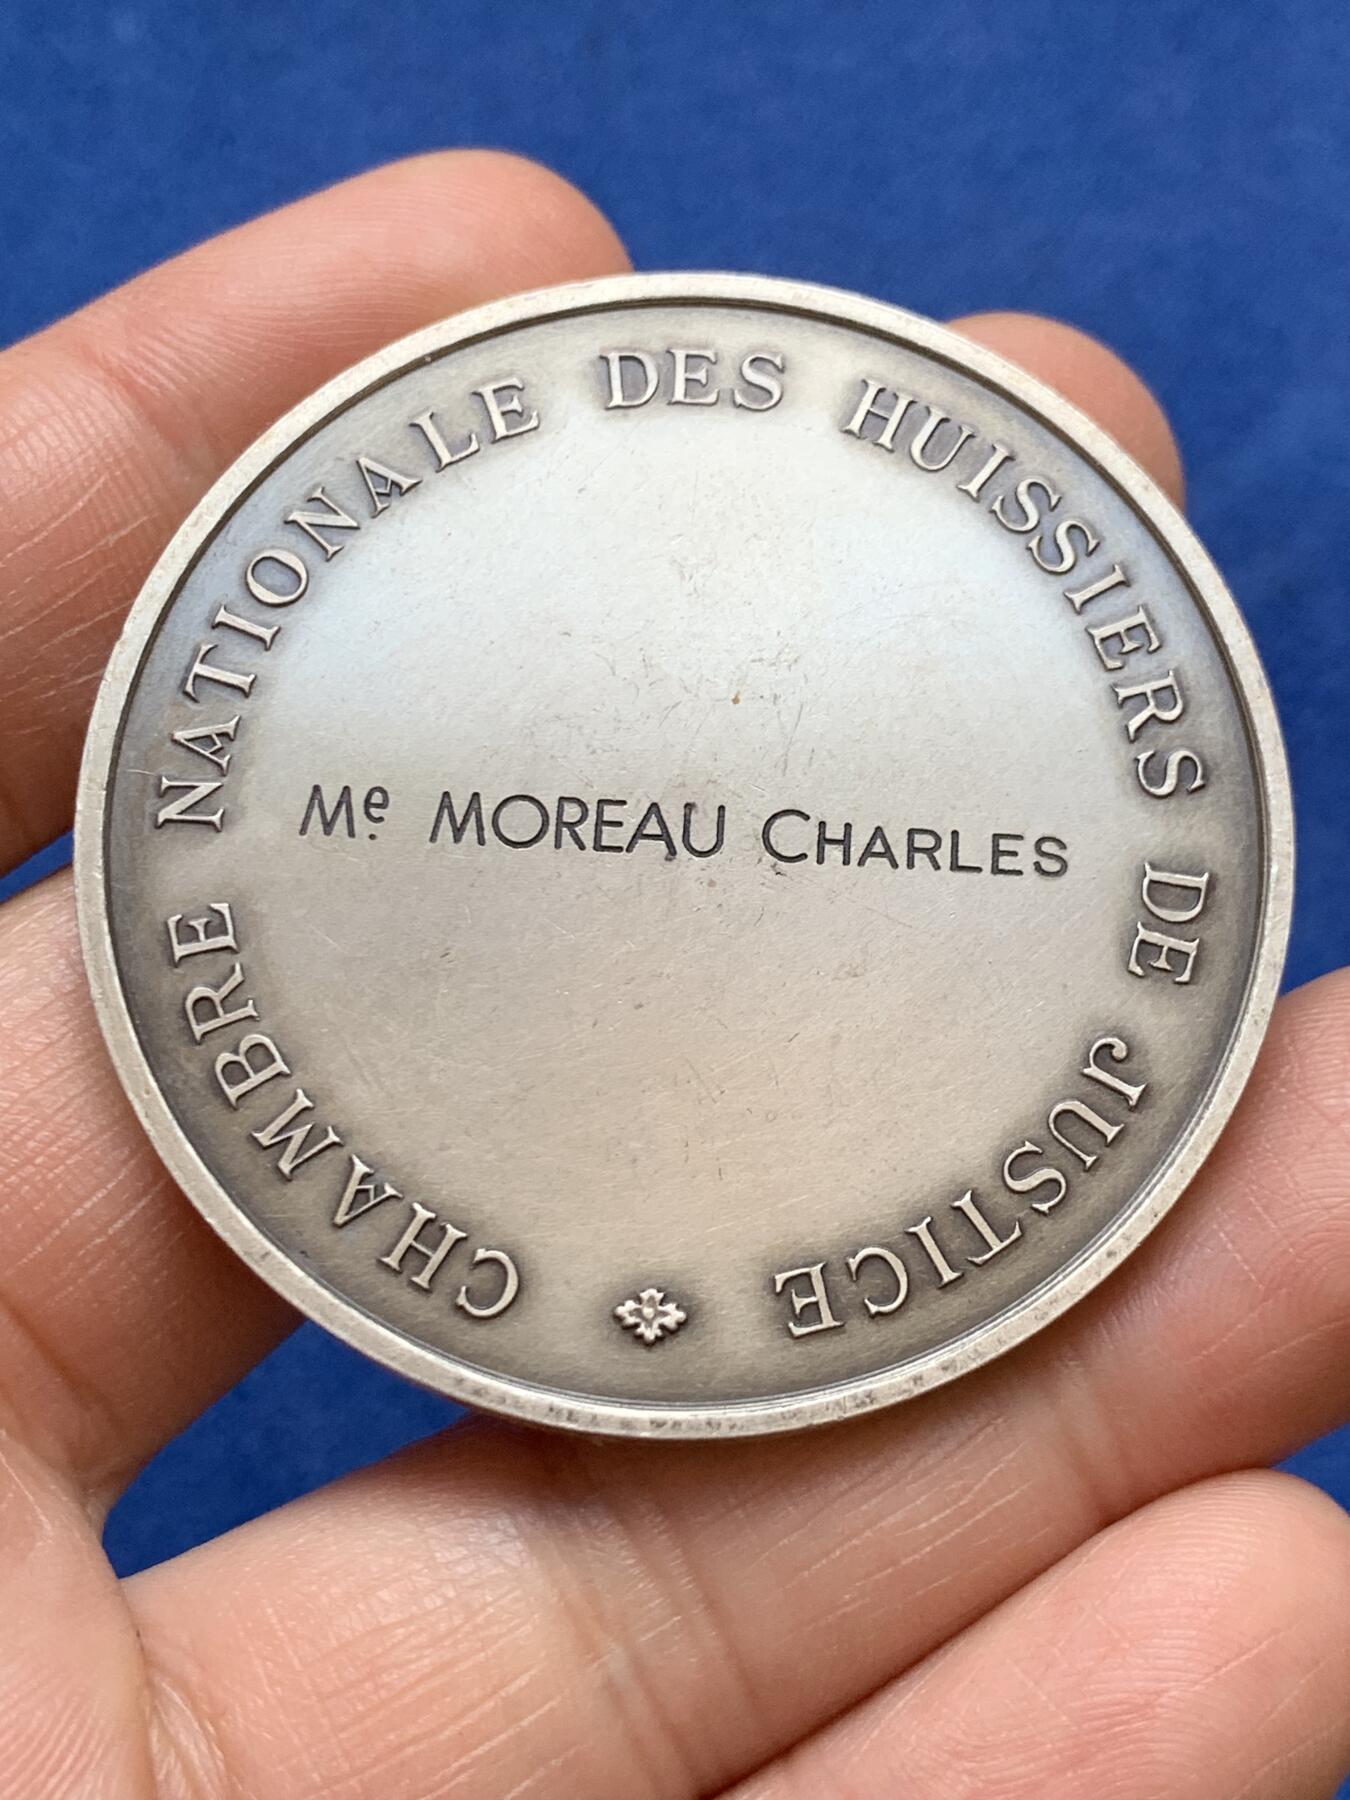 CHAMBRE NATIONALE DES HUISSIERS DE JUSTICE
Me. MOREAU CHARLES